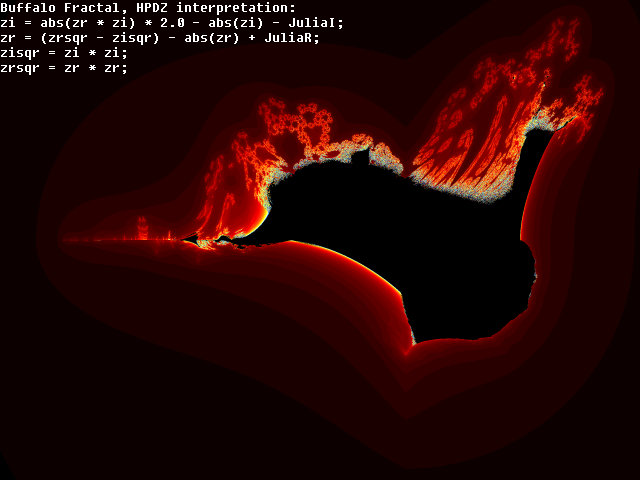 Buffalo Fractal, HPDZ interpretation:
zi = abs(zr * zi) * 2.0 - abs(zi) - JuliaI;
zr = (zrsqr - zisqr) - abs(zr) + JuliaR;
zisqr = zi * zi;
zrsqr = zr * zr;